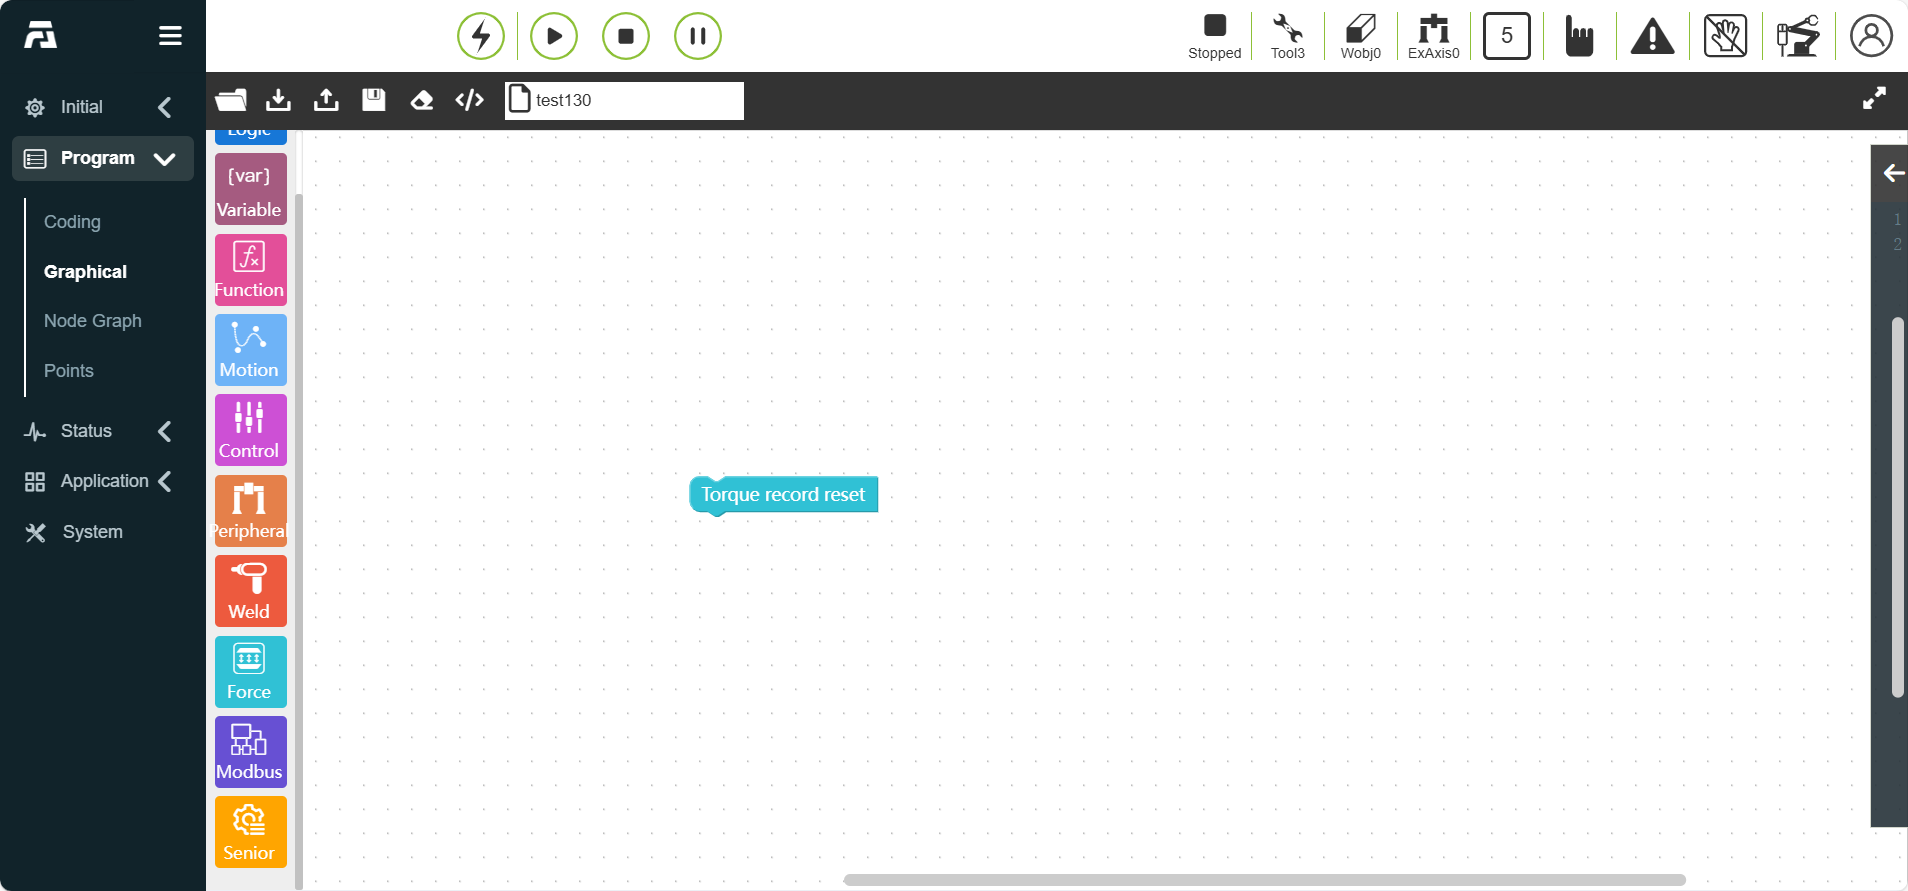 Stopped
Tool3
Wobj0
ExAxis0
5
Initial
Program
Coding
Graphical
Node Graph
Points
Status
Application
System
test130
Logic
{var}
Variable
Function
Motion
Control
Peripheral
Weld
Force
Modbus
Senior
Torque record reset
1
2